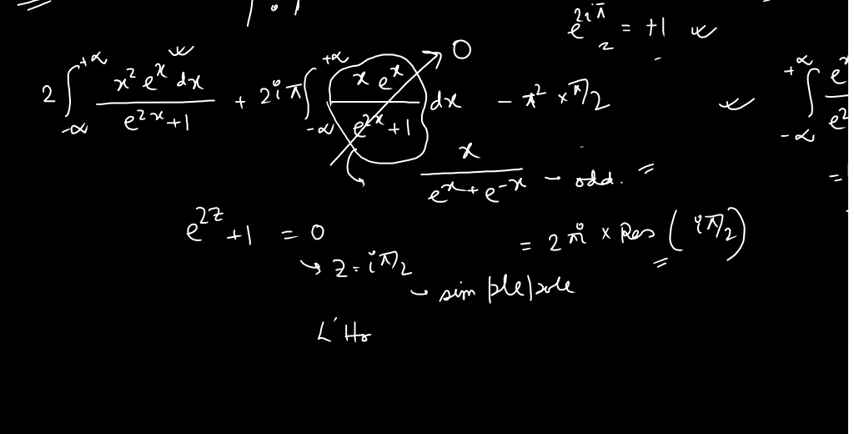 e^{2iπ} = +1
2 ∫_{-∞}^{+∞} x² e^x dx / (e^{2x}+1) + 2iπ ∫_{-∞}^{+∞} x e^x / (e^{2x}+1) dx - π² × π/2
0
x / (e^x + e^{-x}) - odd.
e^{2z} + 1 = 0
= 2πi × Res (iπ/2)
z = iπ/2
simple pole
L'Ho